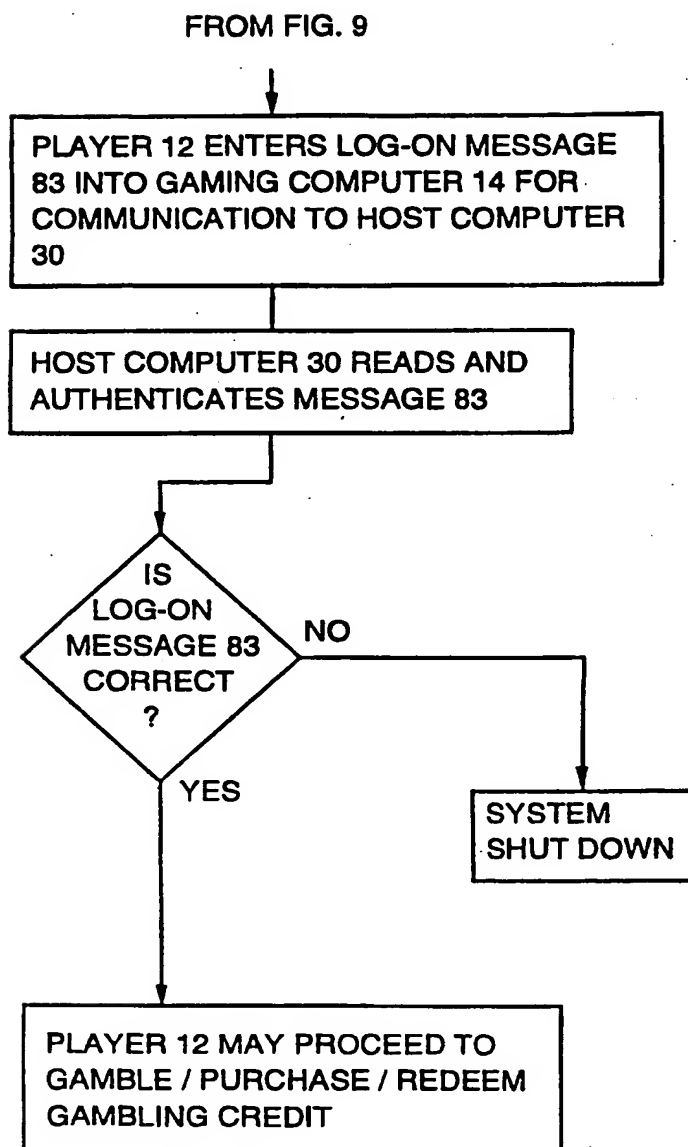 FROM FIG. 9
PLAYER 12 ENTERS LOG-ON MESSAGE
83 INTO GAMING COMPUTER 14 FOR
COMMUNICATION TO HOST COMPUTER
30
HOST COMPUTER 30 READS AND
AUTHENTICATES MESSAGE 83
IS
LOG-ON
MESSAGE 83
CORRECT
?
NO
YES
SYSTEM
SHUT DOWN
PLAYER 12 MAY PROCEED TO
GAMBLE / PURCHASE / REDEEM
GAMBLING CREDIT